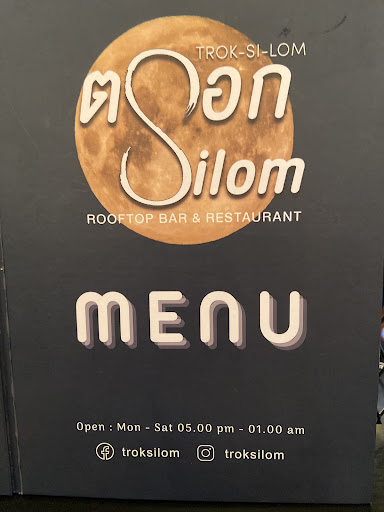 TROK-SI-LOM
ตรอก
Silom
ROOFTOP BAR & RESTAURANT
MENU
Open : Mon - Sat 05.00 pm - 01.00 am
troksilom troksilom